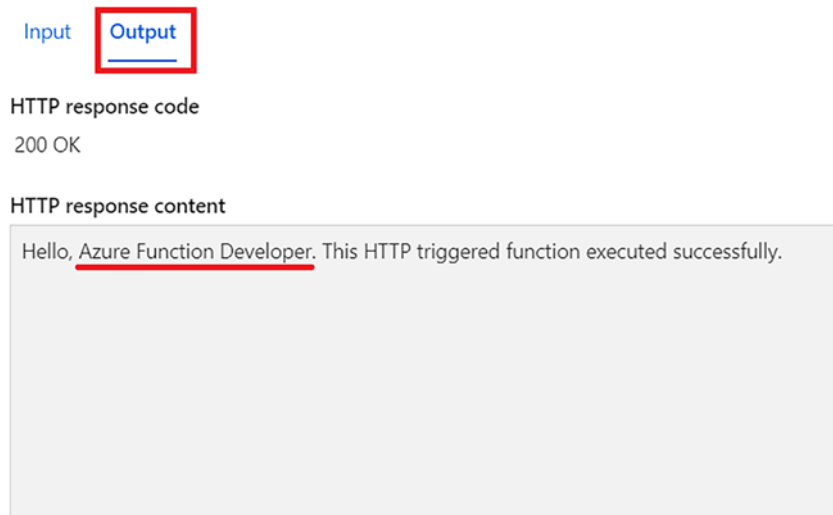 Input Output
HTTP response code
200 OK
HTTP response content
Hello, Azure Function Developer. This HTTP triggered function executed successfully.